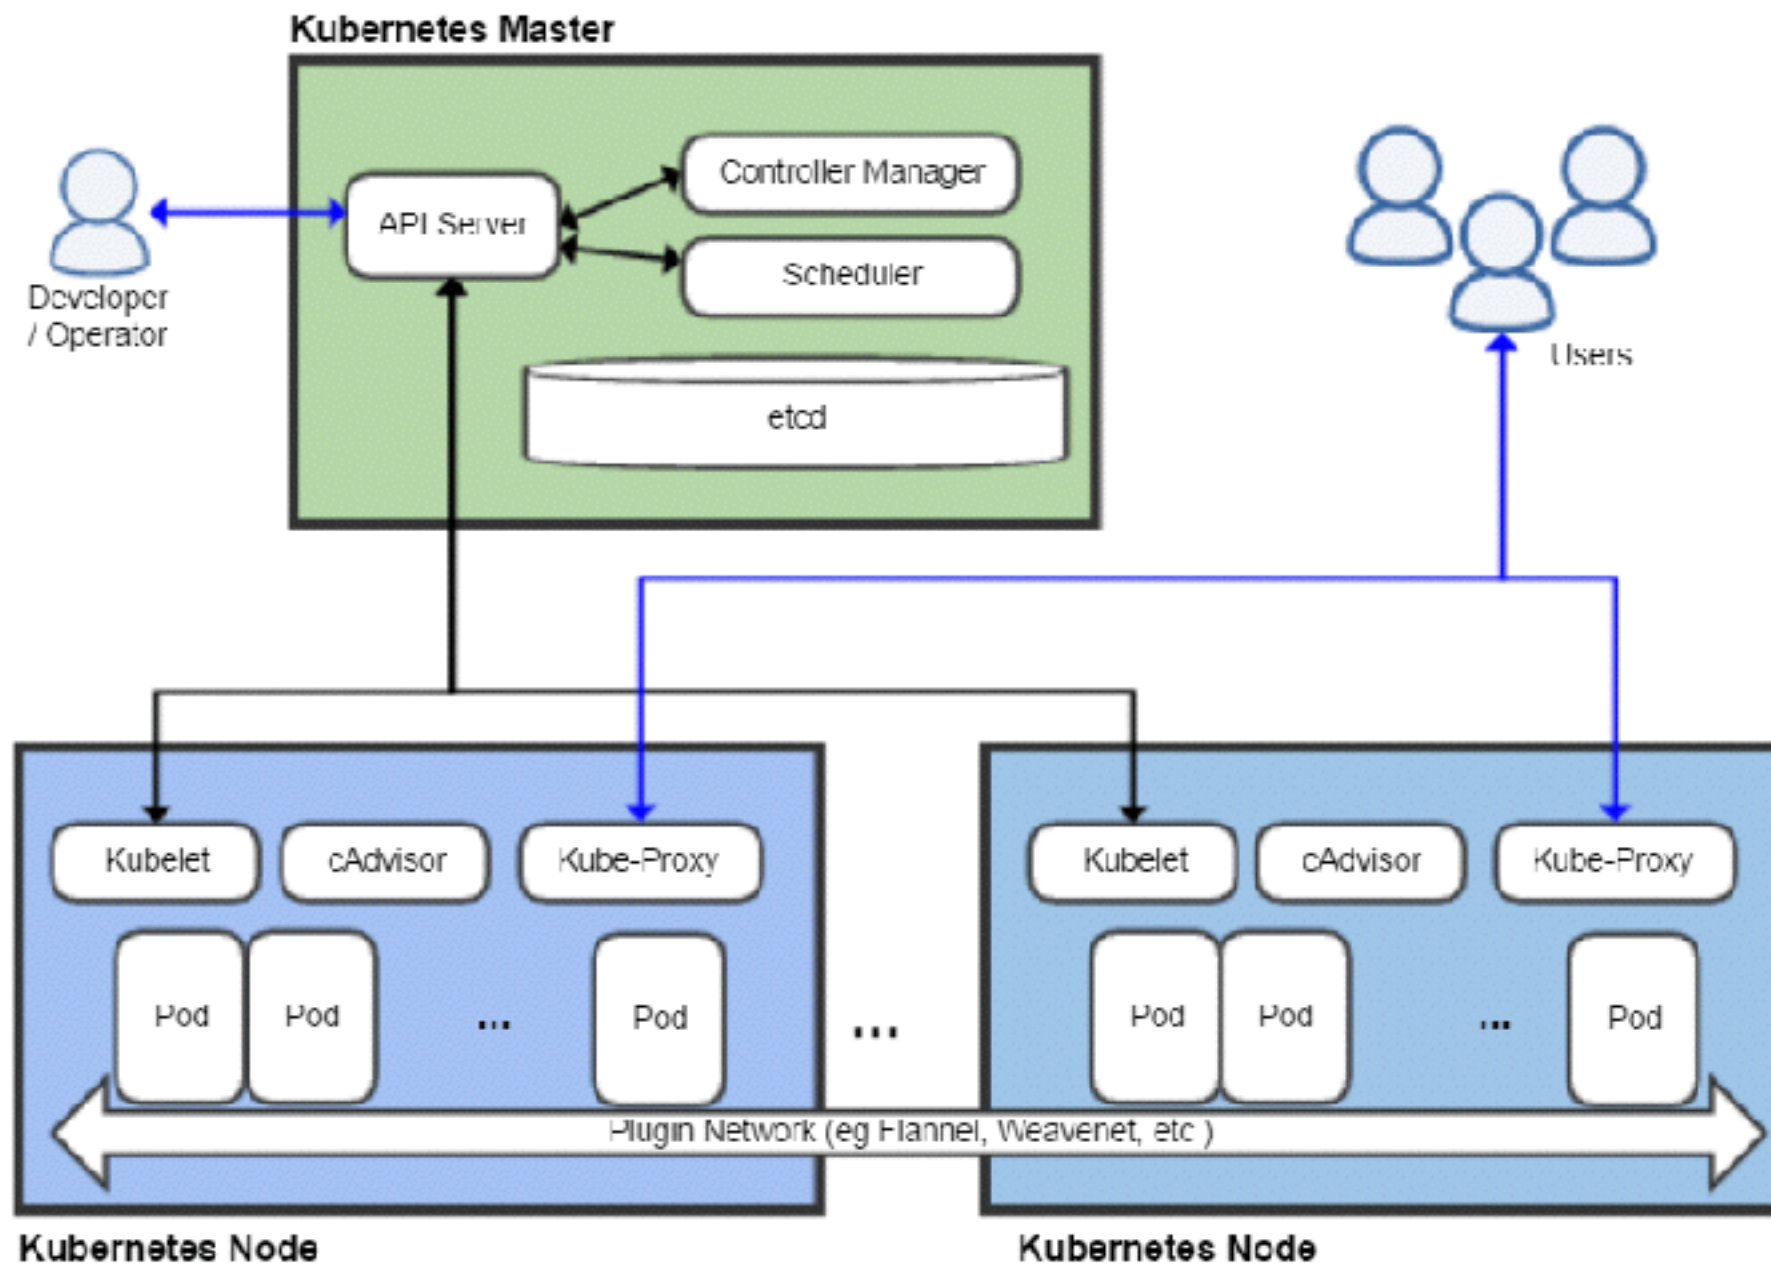 Kubernetes Master
API Server
Controller Manager
Scheduler
etcd
Developer
/ Operator
Users
Kubelet
cAdvisor
Kube-Proxy
Pod
Pod
...
Pod
...
Kubelet
cAdvisor
Kube-Proxy
Pod
Pod
...
Pod
Plugin Network (eg Flannel, Weavenet, etc )
Kubernetes Node
Kubernetes Node